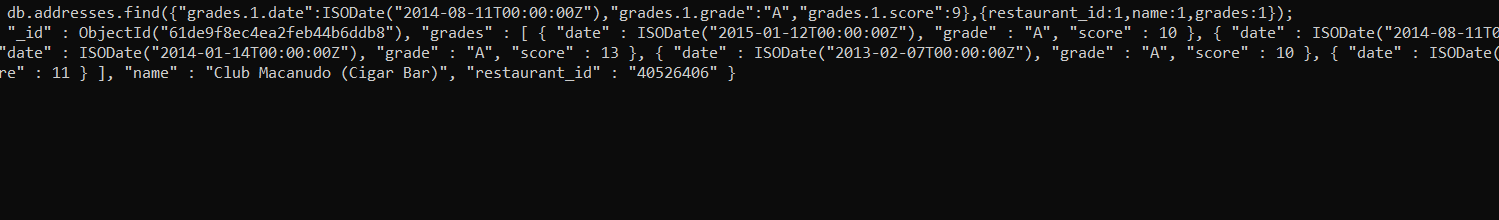 db.addresses.find({"grades.1.date":ISODate("2014-08-11T00:00:00Z"),"grades.1.grade":"A","grades.1.score":9},{restaurant_id:1,name:1,grades:1});
"_id" : ObjectId("61de9f8ec4ea2feb44b6ddb8"), "grades" : [ { "date" : ISODate("2015-01-12T00:00:00Z"), "grade" : "A", "score" : 10 }, { "date" : ISODate("2014-08-11T0
"date" : ISODate("2014-01-14T00:00:00Z"), "grade" : "A", "score" : 13 }, { "date" : ISODate("2013-02-07T00:00:00Z"), "grade" : "A", "score" : 10 }, { "date" : ISODate(
re" : 11 } ], "name" : "Club Macanudo (Cigar Bar)", "restaurant_id" : "40526406" }